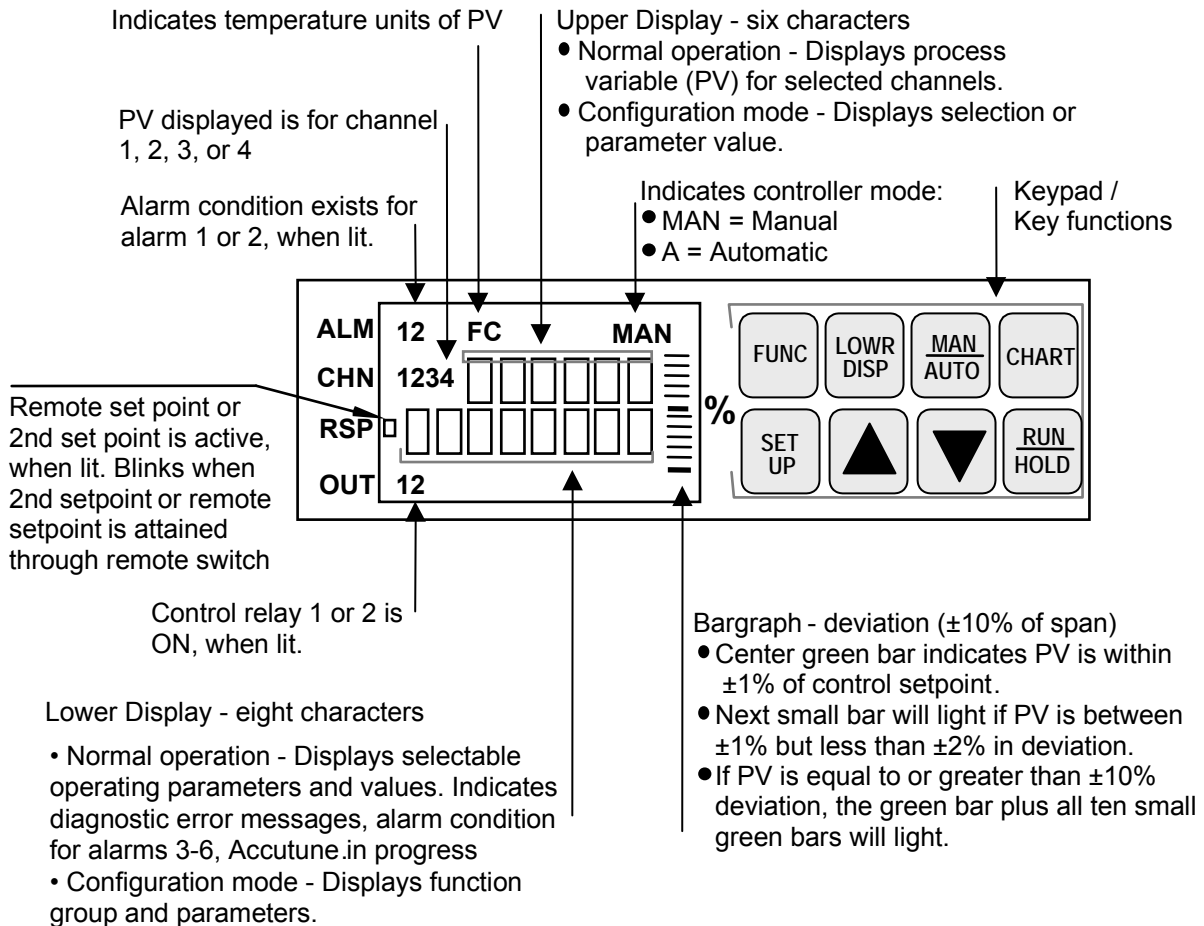 Indicates temperature units of PV
Upper Display - six characters
● Normal operation - Displays process
variable (PV) for selected channels.
● Configuration mode - Displays selection or
parameter value.
PV displayed is for channel
1, 2, 3, or 4
Alarm condition exists for
alarm 1 or 2, when lit.
Indicates controller mode:
● MAN = Manual
● A = Automatic
Keypad /
Key functions
ALM 12 FC MAN
CHN 1234
RSP
OUT 12
%
FUNC
LOWR
DISP
MAN
AUTO
CHART
SET
UP
RUN
HOLD
Remote set point or
2nd set point is active,
when lit. Blinks when
2nd setpoint or remote
setpoint is attained
through remote switch
Control relay 1 or 2 is
ON, when lit.
Lower Display - eight characters
• Normal operation - Displays selectable
operating parameters and values. Indicates
diagnostic error messages, alarm condition
for alarms 3-6, Accutune.in progress
• Configuration mode - Displays function
group and parameters.
Bargraph - deviation (±10% of span)
● Center green bar indicates PV is within
±1% of control setpoint.
● Next small bar will light if PV is between
±1% but less than ±2% in deviation.
● If PV is equal to or greater than ±10%
deviation, the green bar plus all ten small
green bars will light.